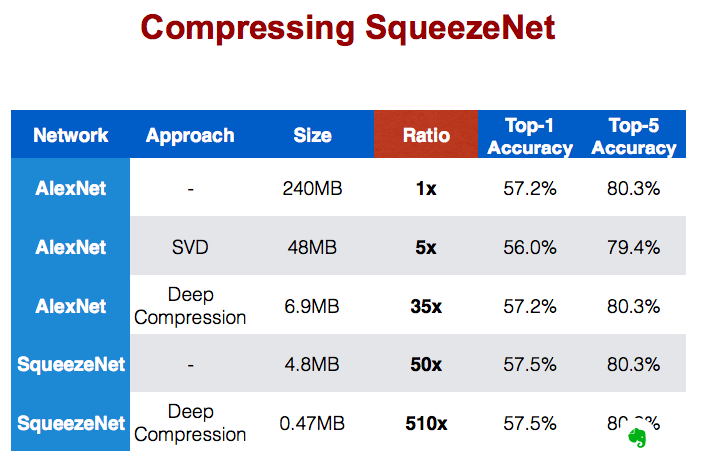 Compressing SqueezeNet
Network Approach Size Ratio Top-1 Accuracy Top-5 Accuracy
AlexNet - 240MB 1x 57.2% 80.3%
AlexNet SVD 48MB 5x 56.0% 79.4%
AlexNet Deep Compression 6.9MB 35x 57.2% 80.3%
SqueezeNet - 4.8MB 50x 57.5% 80.3%
SqueezeNet Deep Compression 0.47MB 510x 57.5%